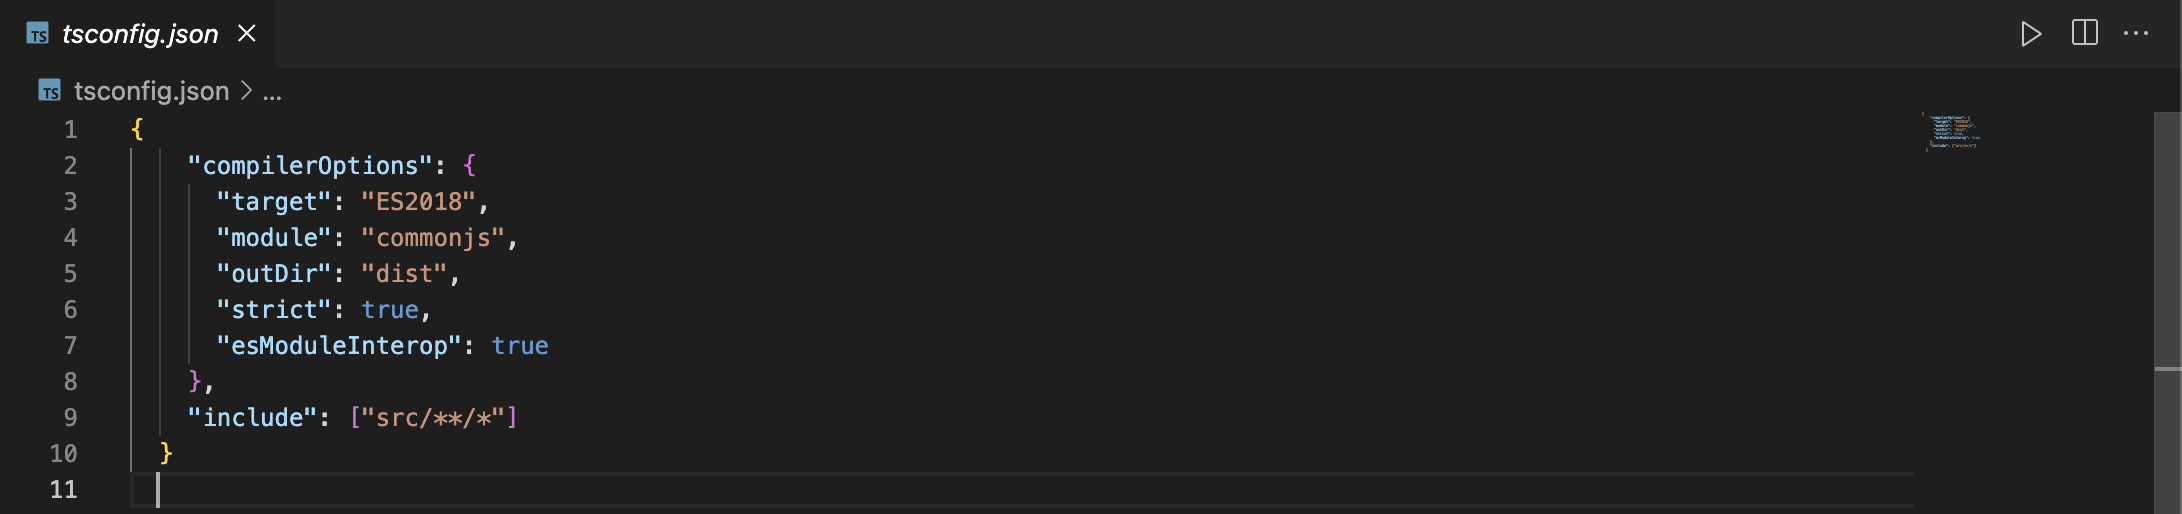 TS tsconfig.json
TS tsconfig.json > ...
1 {
2     "compilerOptions": {
3       "target": "ES2018",
4       "module": "commonjs",
5       "outDir": "dist",
6       "strict": true,
7       "esModuleInterop": true
8     },
9     "include": ["src/**/*"]
10   }
11